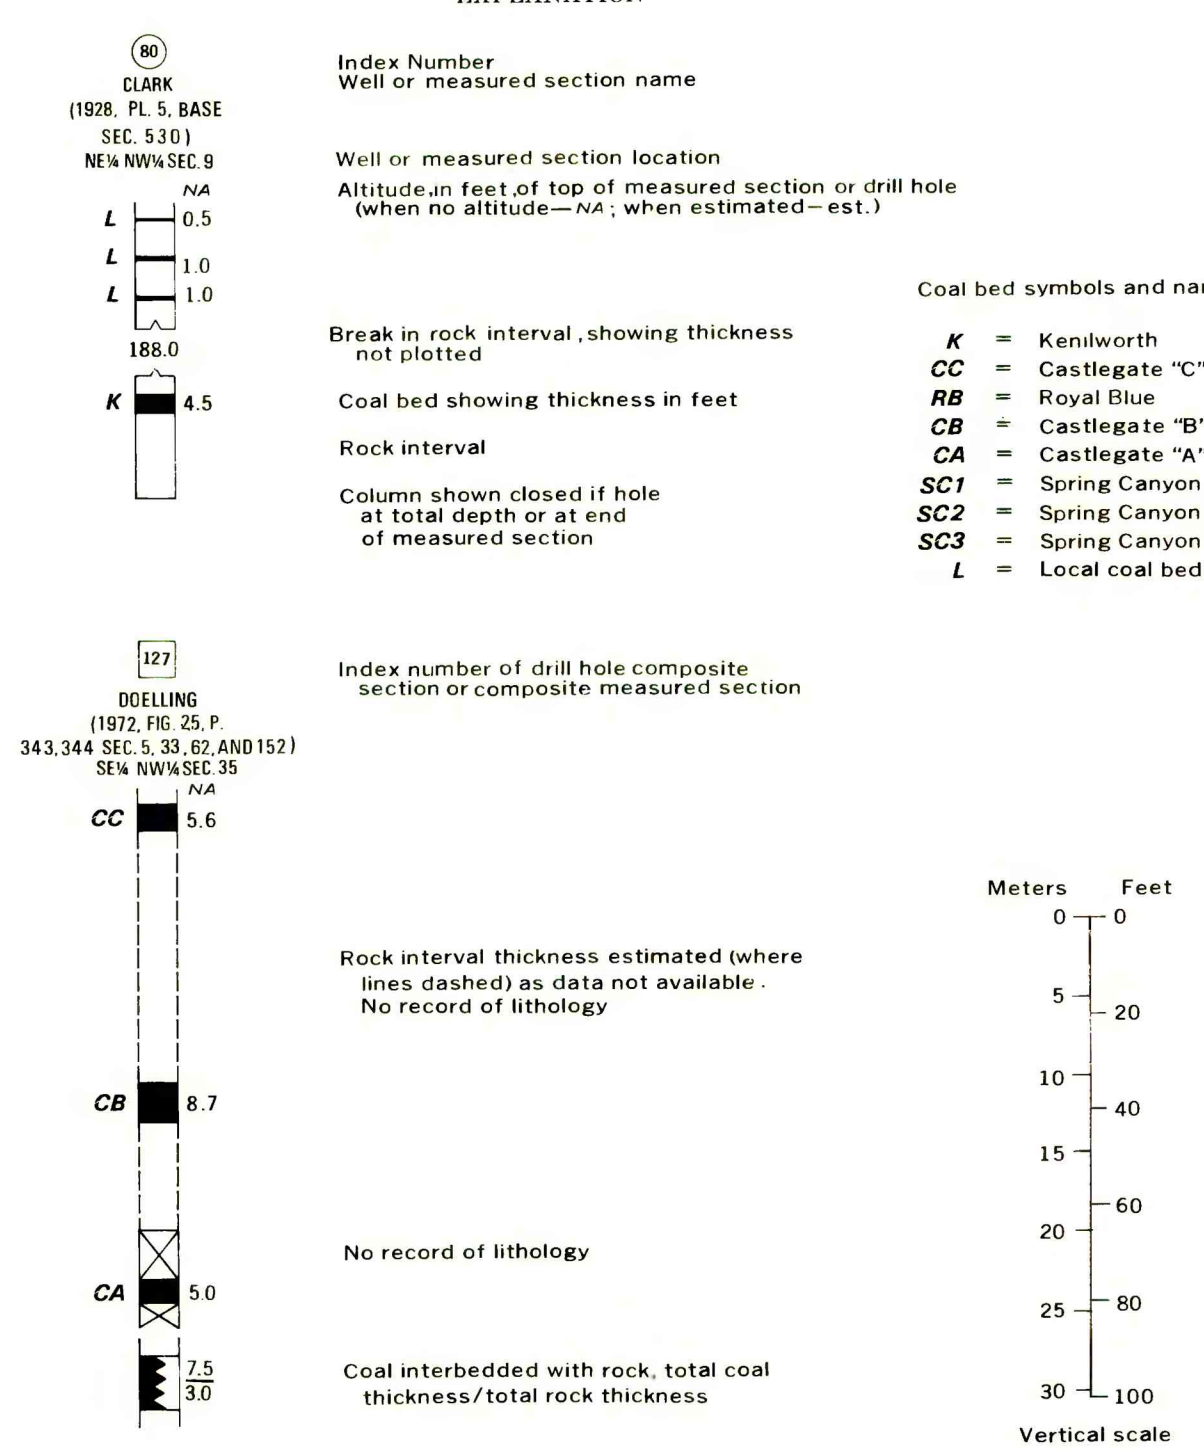 80
CLARK
(1928, PL. 5, BASE
SEC. 530)
NE¼ NW¼ SEC. 9
NA
L 0.5
L 1.0
L 1.0
188.0
K 4.5
Index Number
Well or measured section name
Well or measured section location
Altitude, in feet, of top of measured section or drill hole
(when no altitude—NA; when estimated—est.)
Break in rock interval, showing thickness
not plotted
Coal bed showing thickness in feet
Rock interval
Column shown closed if hole
at total depth or at end
of measured section
Coal bed symbols and
K = Kenilworth
CC = Castlegate "C"
RB = Royal Blue
CB = Castlegate "B"
CA = Castlegate "A"
SC1 = Spring Canyon
SC2 = Spring Canyon
SC3 = Spring Canyon
L = Local coal bed
127
DOELLING
(1972, FIG. 25, P.
343,344 SEC. 5, 33, 62, AND 152)
SE¼ NW¼ SEC. 35
NA
CC 5.6
CB 8.7
CA 5.0
7.5
3.0
Index number of drill hole composite
section or composite measured section
Rock interval thickness estimated (where
lines dashed) as data not available.
No record of lithology
No record of lithology
Coal interbedded with rock, total coal
thickness/total rock thickness
Meters Feet
0 0
5
20
10
40
15
60
20
80
25
30 100
Vertical scale